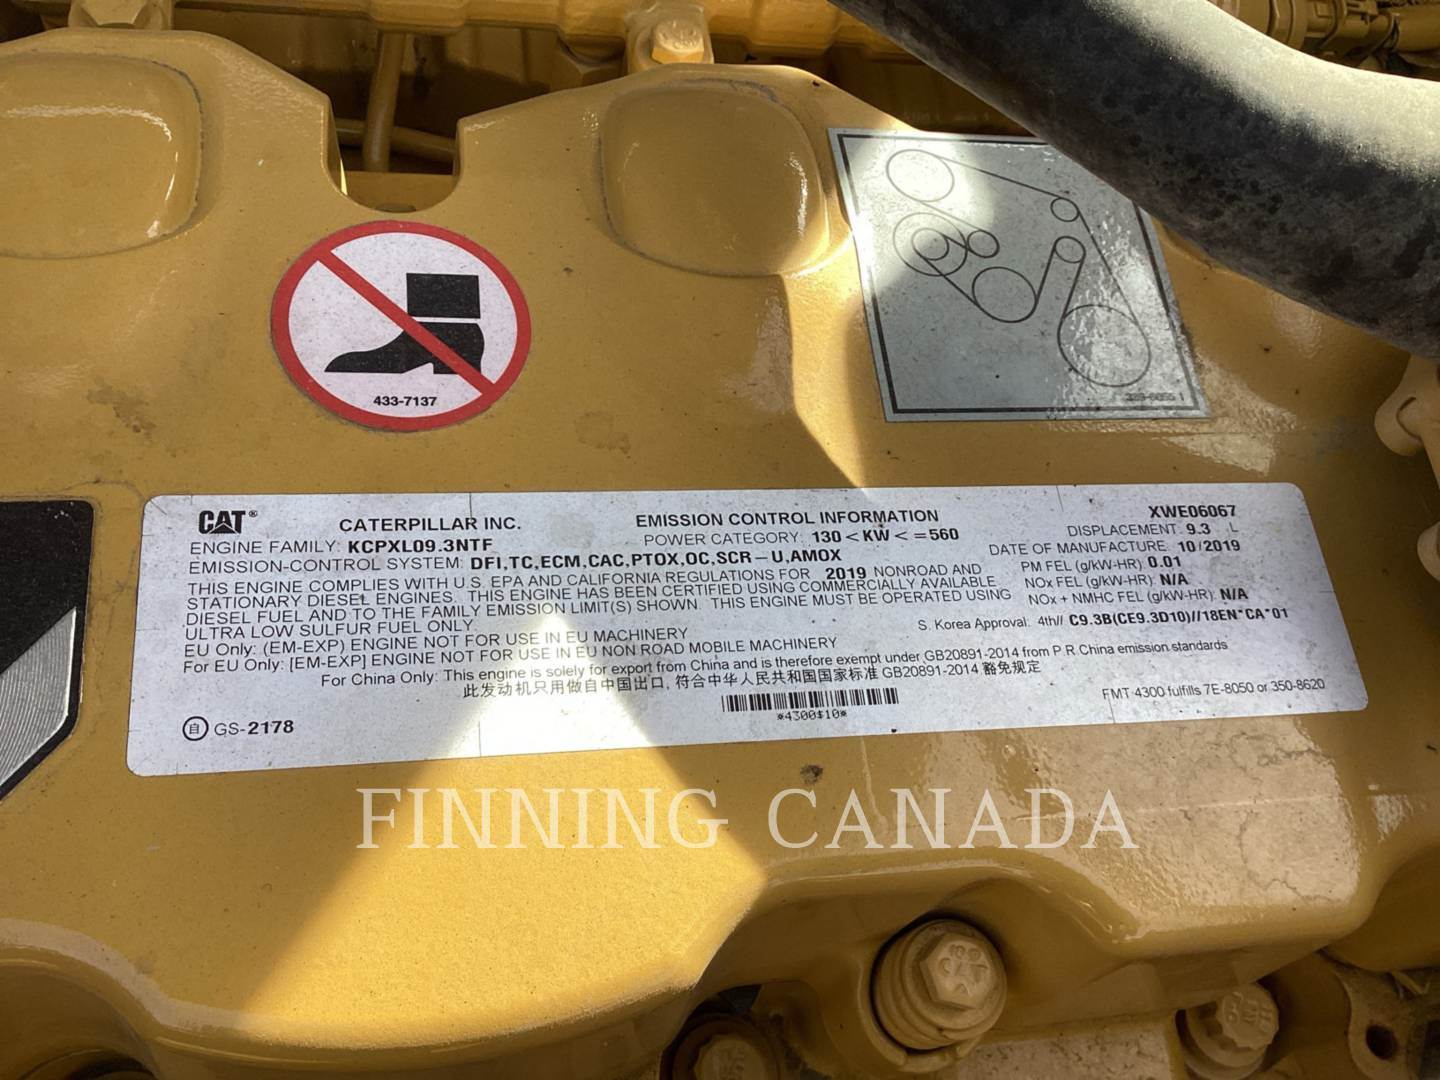 433-7137
CAT®
CATERPILLAR INC.
EMISSION CONTROL INFORMATION
XWE06067
ENGINE FAMILY: KCPXL09.3NTF
POWER CATEGORY: 130 < KW < = 560
DISPLACEMENT: 9.3 L
EMISSION-CONTROL SYSTEM: DFI,TC,ECM,CAC,PTOX,OC,SCR-U,AMOX
DATE OF MANUFACTURE: 10/2019
THIS ENGINE COMPLIES WITH U.S. EPA AND CALIFORNIA REGULATIONS FOR 2019 NONROAD AND
STATIONARY DIESEL ENGINES. THIS ENGINE HAS BEEN CERTIFIED USING COMMERCIALLY AVAILABLE
DIESEL FUEL AND TO THE FAMILY EMISSION LIMIT(S) SHOWN. THIS ENGINE MUST BE OPERATED USING
ULTRA LOW SULFUR FUEL ONLY.
PM FEL (g/kW-HR): 0.01
NOx FEL (g/kW-HR): N/A
NOx + NMHC FEL (g/kW-HR): N/A
EU Only: (EM-EXP) ENGINE NOT FOR USE IN EU MACHINERY
S. Korea Approval: 4th// C9.3B(CE9.3D10)//18EN*CA*01
For EU Only: [EM-EXP] ENGINE NOT FOR USE IN EU NON ROAD MOBILE MACHINERY
For China Only: This engine is solely for export from China and is therefore exempt under GB20891-2014 from P.R.China emission standards
此发动机只用做自中国出口, 符合中华人民共和国国家标准 GB20891-2014 豁免规定
*4300$10*
FMT 4300 fulfills 7E-8050 or 350-8620
自 GS-2178
FINNING CANADA
CAT